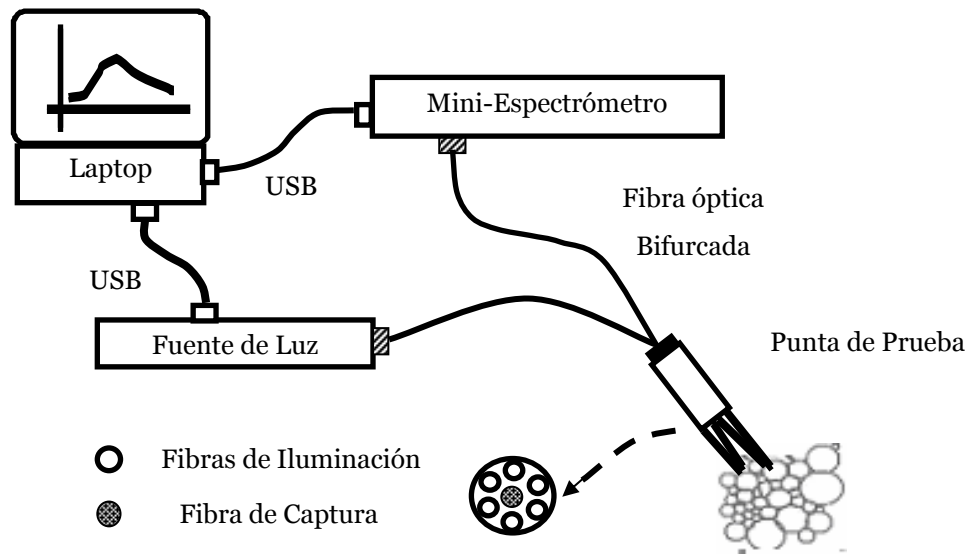 Mini-Espectrómetro
Laptop
USB
Fibra óptica
Bifurcada
USB
Fuente de Luz
Punta de Prueba
Fibras de Iluminación
Fibra de Captura